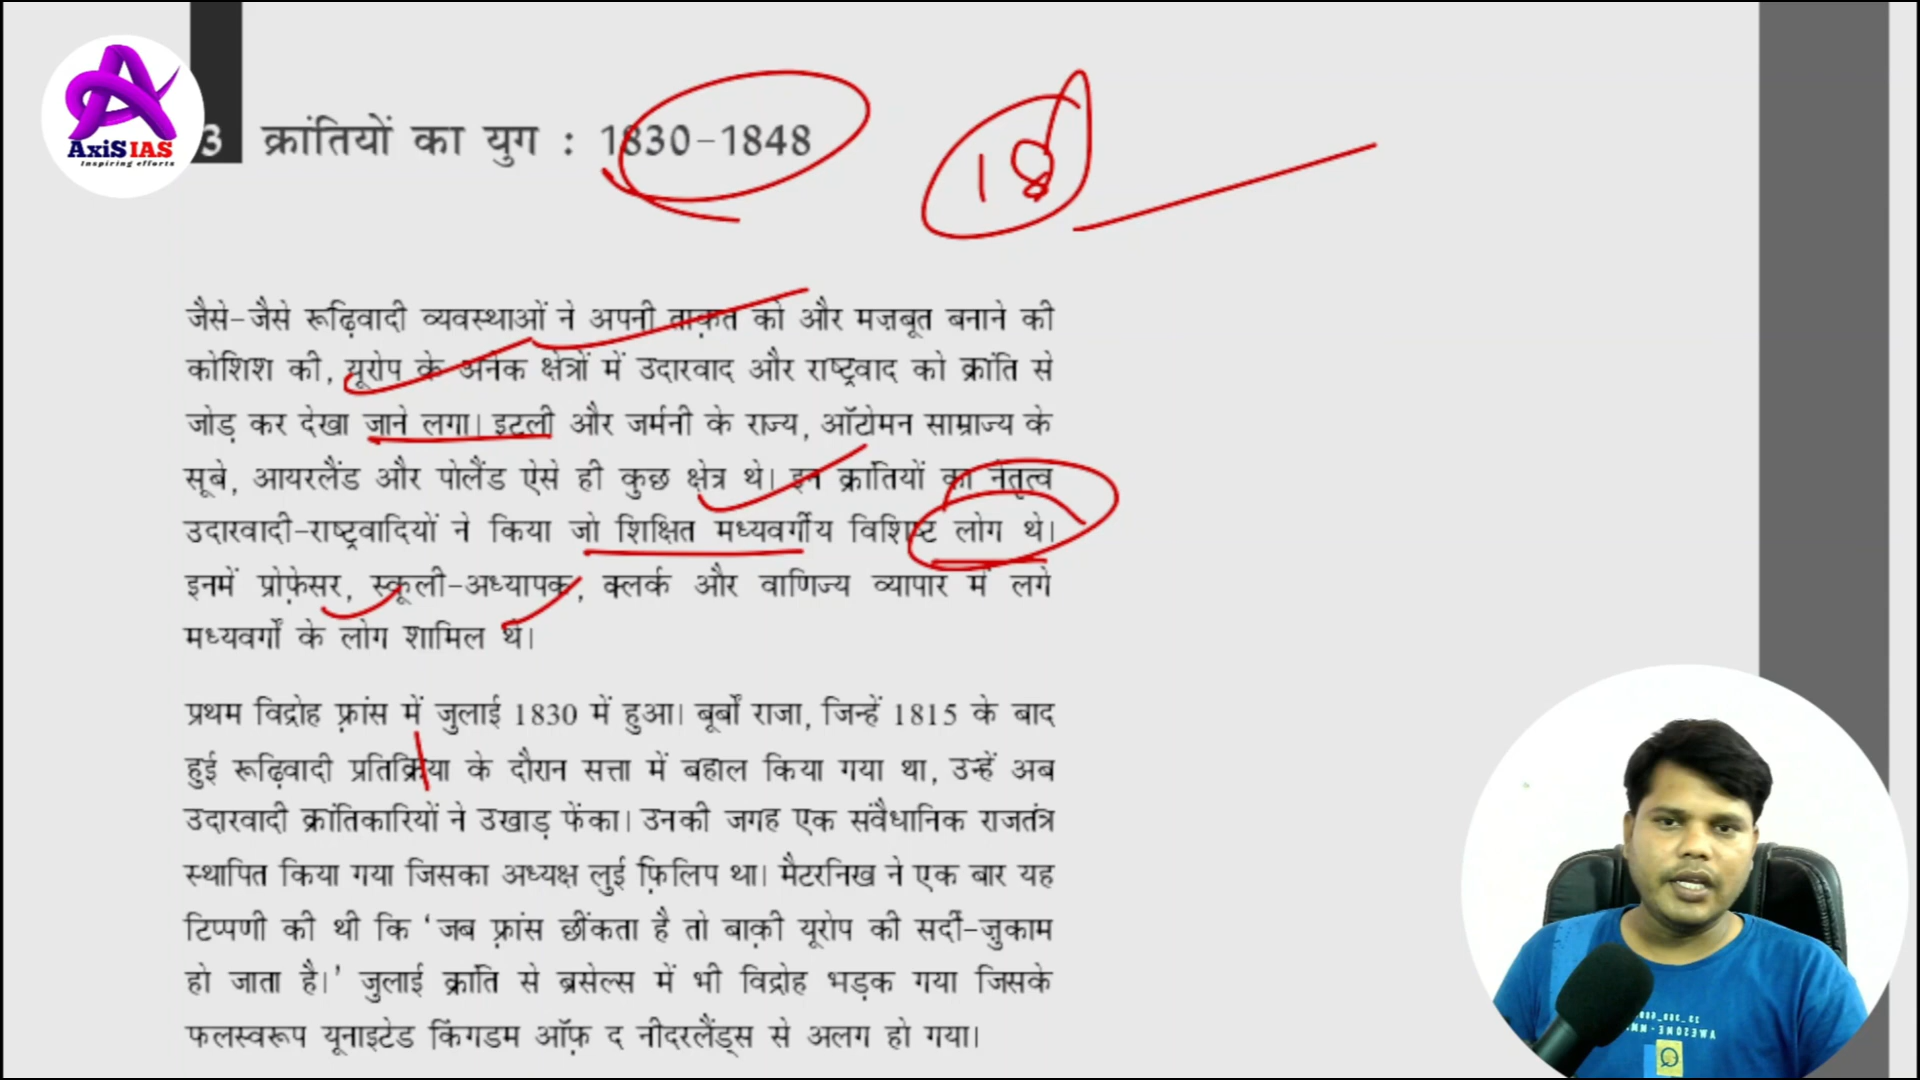 AxiS IAS
Inspiring efforts
3 क्रांतियों का युग : 1830-1848
18
जैसे-जैसे रूढ़िवादी व्यवस्थाओं ने अपनी ताक़त को और मज़बूत बनाने की
कोशिश की, यूरोप के अनेक क्षेत्रों में उदारवाद और राष्ट्रवाद को क्रांति से
जोड़ कर देखा जाने लगा। इटली और जर्मनी के राज्य, ऑटोमन साम्राज्य के
सूबे, आयरलैंड और पोलैंड ऐसे ही कुछ क्षेत्र थे। इन क्रांतियों का नेतृत्व
उदारवादी-राष्ट्रवादियों ने किया जो शिक्षित मध्यवर्गीय विशिष्ट लोग थे।
इनमें प्रोफ़ेसर, स्कूली-अध्यापक, क्लर्क और वाणिज्य व्यापार में लगे
मध्यवर्गों के लोग शामिल थे।
प्रथम विद्रोह फ़्रांस में जुलाई 1830 में हुआ। बूर्बों राजा, जिन्हें 1815 के बाद
हुई रूढ़िवादी प्रतिक्रिया के दौरान सत्ता में बहाल किया गया था, उन्हें अब
उदारवादी क्रांतिकारियों ने उखाड़ फेंका। उनकी जगह एक संवैधानिक राजतंत्र
स्थापित किया गया जिसका अध्यक्ष लुई फ़िलिप था। मैटरनिख ने एक बार यह
टिप्पणी की थी कि ‘जब फ़्रांस छींकता है तो बाक़ी यूरोप की सर्दी-ज़ुकाम
हो जाता है।’ जुलाई क्रांति से ब्रसेल्स में भी विद्रोह भड़क गया जिसके
फलस्वरूप यूनाइटेड किंगडम ऑफ़ द नीदरलैंड्स से अलग हो गया।